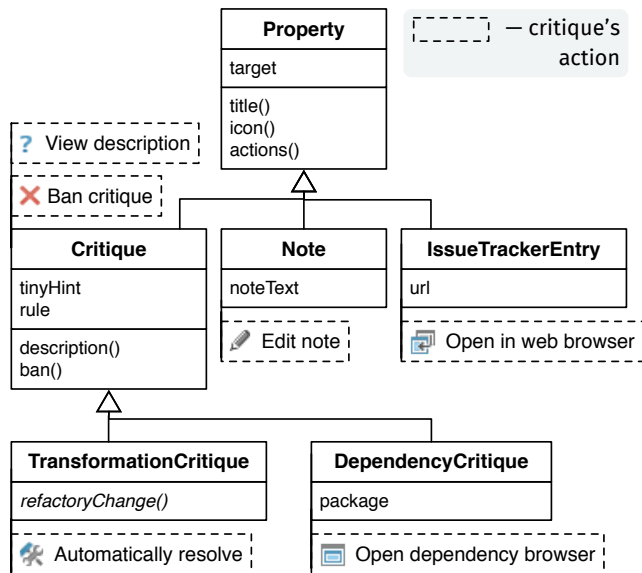 Property
target
title()
icon()
actions()
— critique's
action
View description
Ban critique
Critique
tinyHint
rule
description()
ban()
Note
noteText
Edit note
IssueTrackerEntry
url
Open in web browser
TransformationCritique
refactoryChange()
Automatically resolve
DependencyCritique
package
Open dependency browser